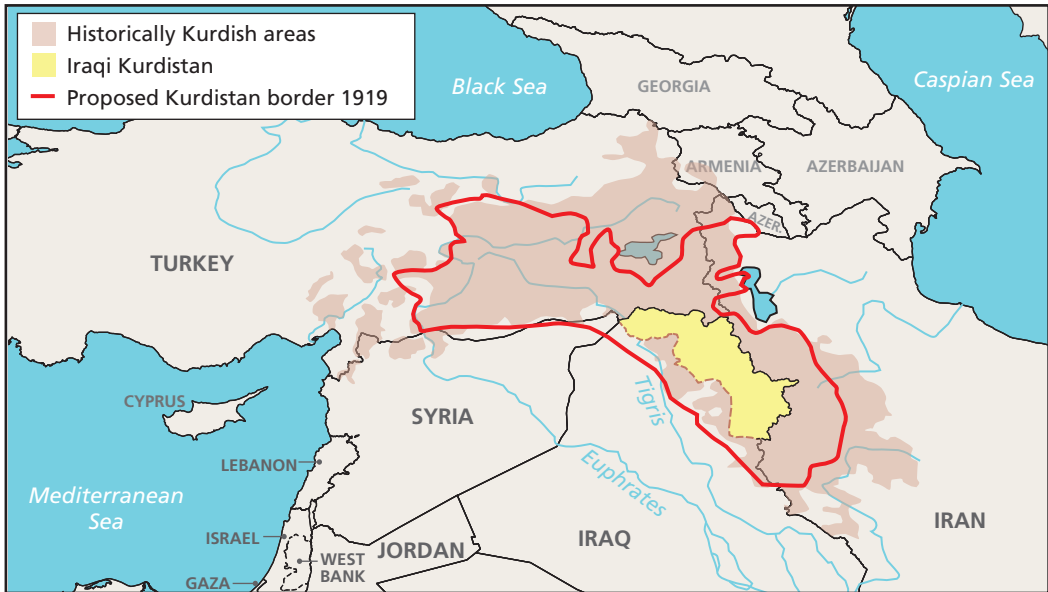 Historically Kurdish areas
Iraqi Kurdistan
Proposed Kurdistan border 1919
Black Sea
Caspian Sea
GEORGIA
ARMENIA
AZERBAIJAN
AZER.
TURKEY
CYPRUS
SYRIA
Tigris
LEBANON
Euphrates
Mediterranean
Sea
IRAN
ISRAEL
JORDAN
IRAQ
WEST
BANK
GAZA